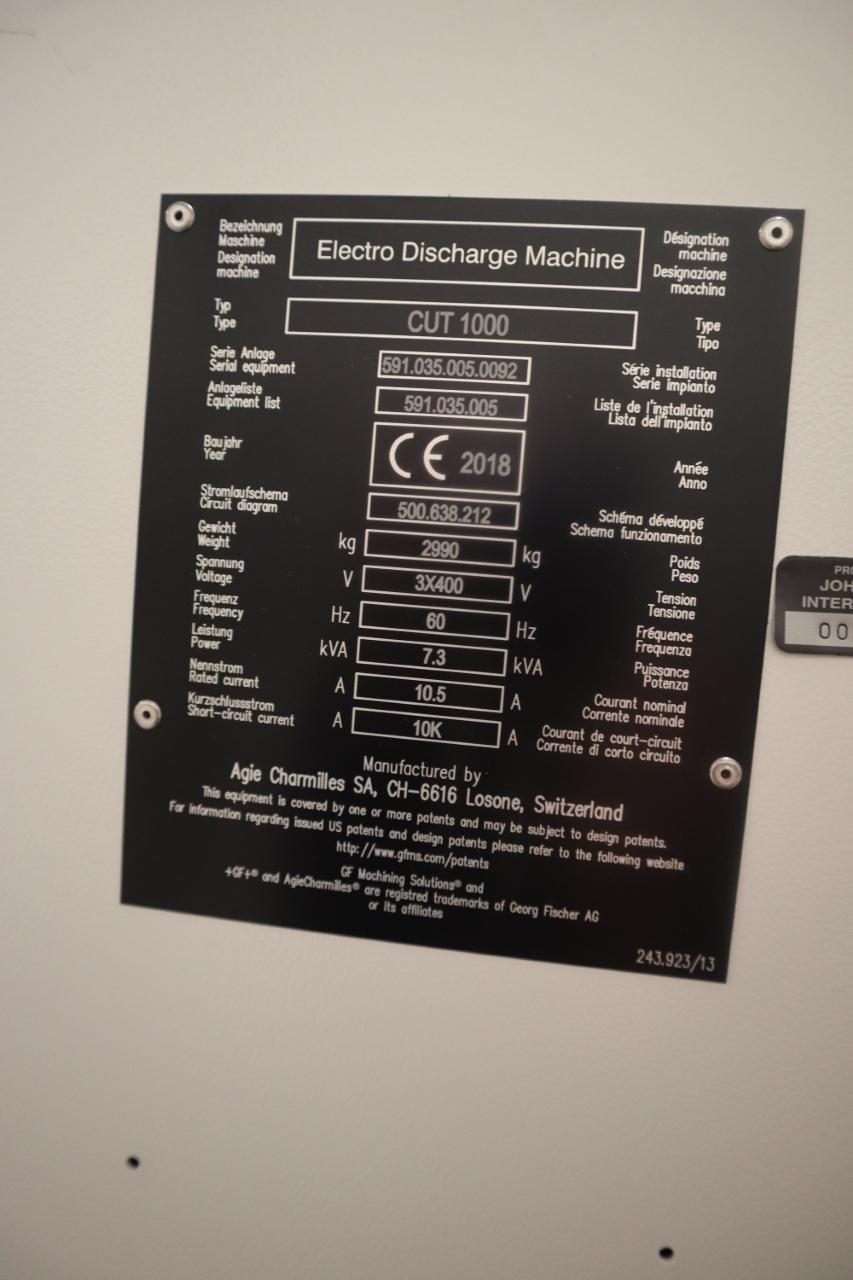 Bezeichnung
Maschine
Designation
machine
Electro Discharge Machine
Désignation
machine
Designazione
macchina
Typ
Type
CUT 1000
Type
Tipo
Serie Anlage
Serial equipment
591.035.005.0092
Série installation
Serie impianto
Anlageliste
Equipment list
591.035.005
Liste de l'installation
Lista dell'impianto
Baujahr
Year
CE 2018
Année
Anno
Stromlaufschema
Circuit diagram
500.638.212
Schéma développé
Schema funzionamento
Gewicht
Weight
kg 2990 kg
Poids
Peso
Spannung
Voltage
V 3X400 V
Tension
Tensione
Frequenz
Frequency
Hz 60 Hz
Fréquence
Frequenza
Leistung
Power
kVA 7.3 kVA
Puissance
Potenza
Nennstrom
Rated current
A 10.5 A
Courant nominal
Corrente nominale
Kurzschlussstrom
Short-circuit current
A 10K A
Courant de court-circuit
Corrente di corto circuito
Manufactured by
Agie Charmilles SA, CH-6616 Losone, Switzerland
This equipment is covered by one or more patents and may be subject to design patents.
For information regarding issued US patents and design patents please refer to the following website
http://www.gfms.com/patents
GF Machining Solutions® and
+GF+® and AgieCharmilles® are registred trademarks of Georg Fischer AG
or its affiliates
243.923/13
PRO
JOH
INTER
00